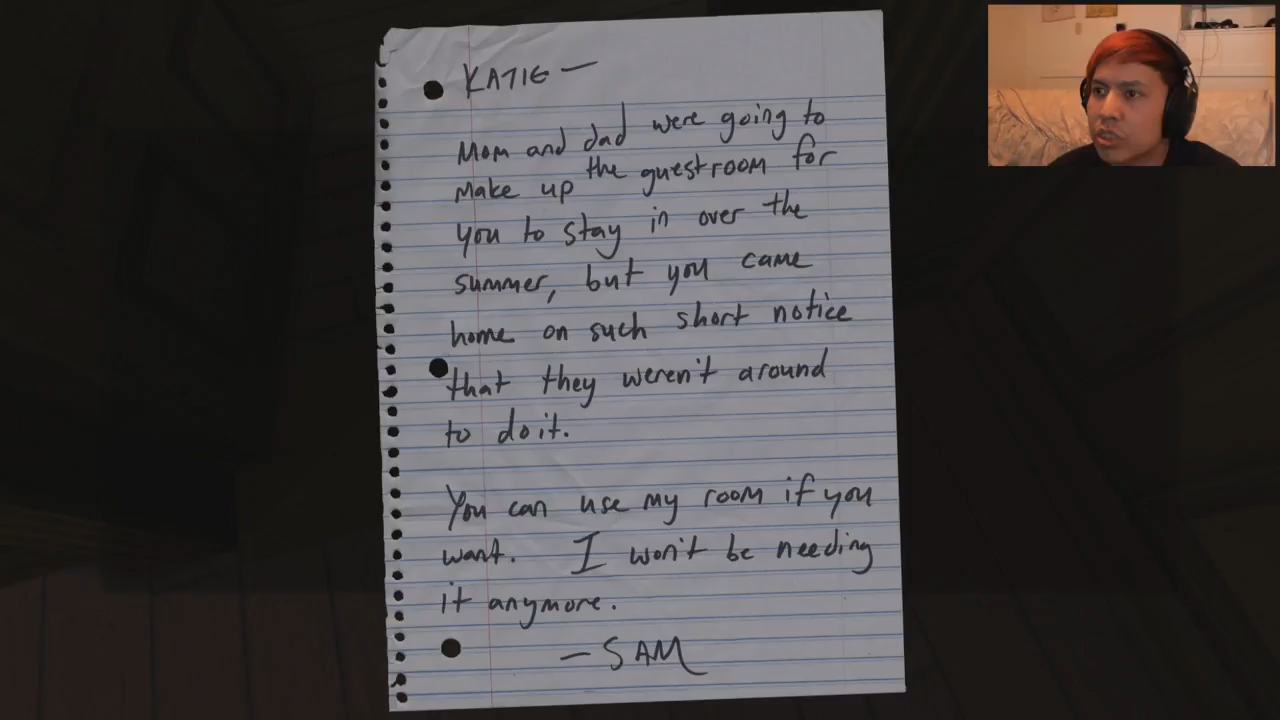 KATIE —
Mom and dad were going to
make up the guestroom for
you to stay in over the
summer, but you came
home on such short notice
that they weren't around
to do it.
You can use my room if you
want. I won't be needing
it anymore.
— SAM